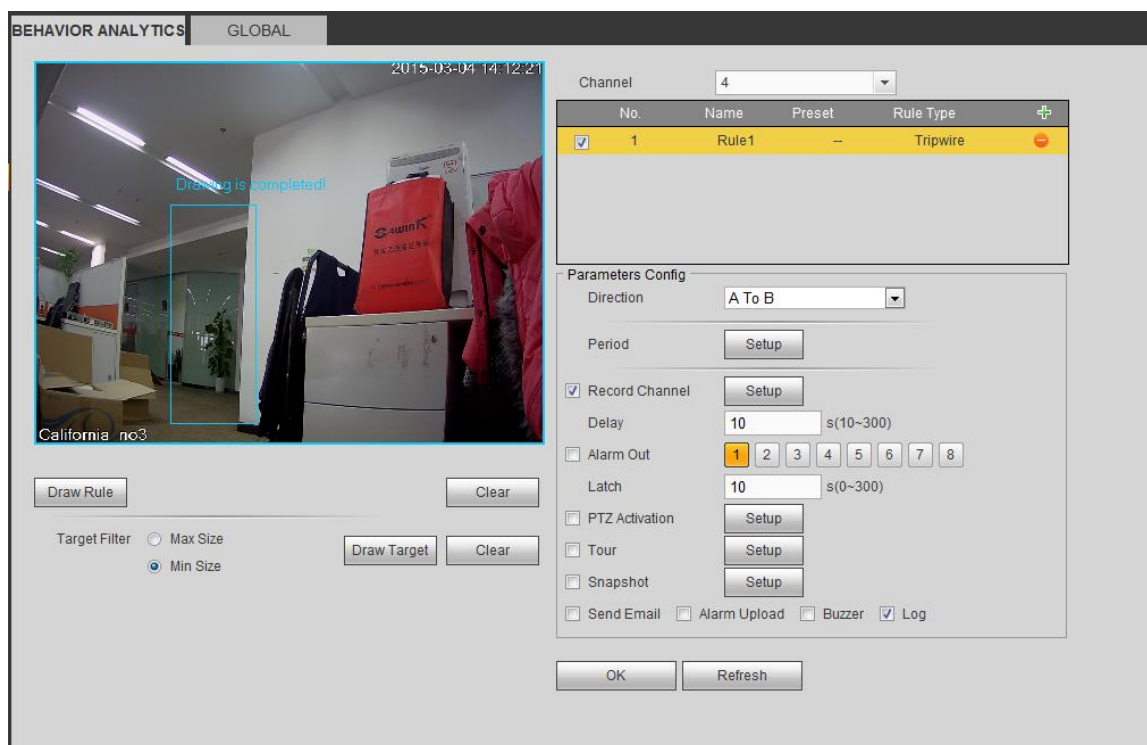 BEHAVIOR ANALYTICS GLOBAL
2015-03-04 14:12:21
Drawing is completed!
SAWINK
California no3
Draw Rule Clear
Target Filter Max Size
Min Size
Draw Target Clear
Channel 4
No. Name Preset Rule Type
1 Rule1 -- Tripwire
Parameters Config
Direction A To B
Period Setup
Record Channel Setup
Delay 10 s(10~300)
Alarm Out 1 2 3 4 5 6 7 8
Latch 10 s(0~300)
PTZ Activation Setup
Tour Setup
Snapshot Setup
Send Email Alarm Upload Buzzer Log
OK Refresh